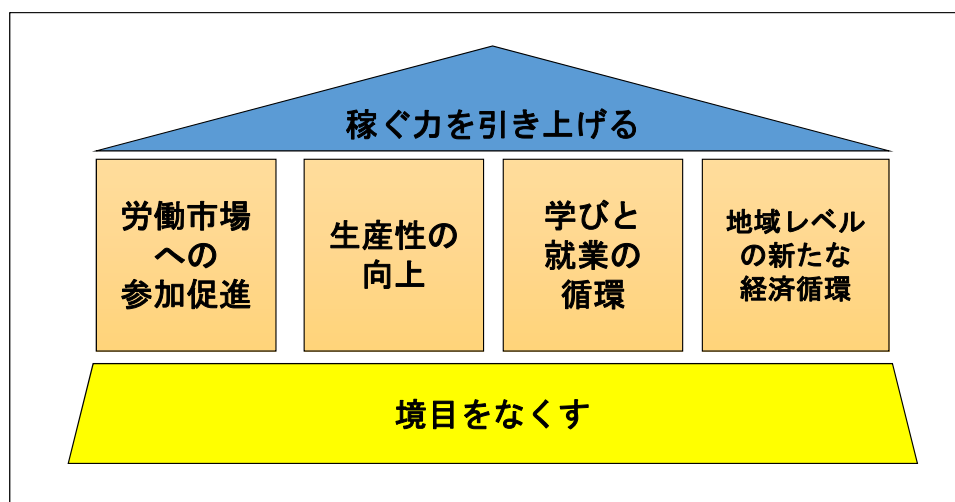 稼ぐ力を引き上げる
労働市場
への
参加促進
生産性の
向上
学びと
就業の
循環
地域レベル
の新たな
経済循環
境目をなくす